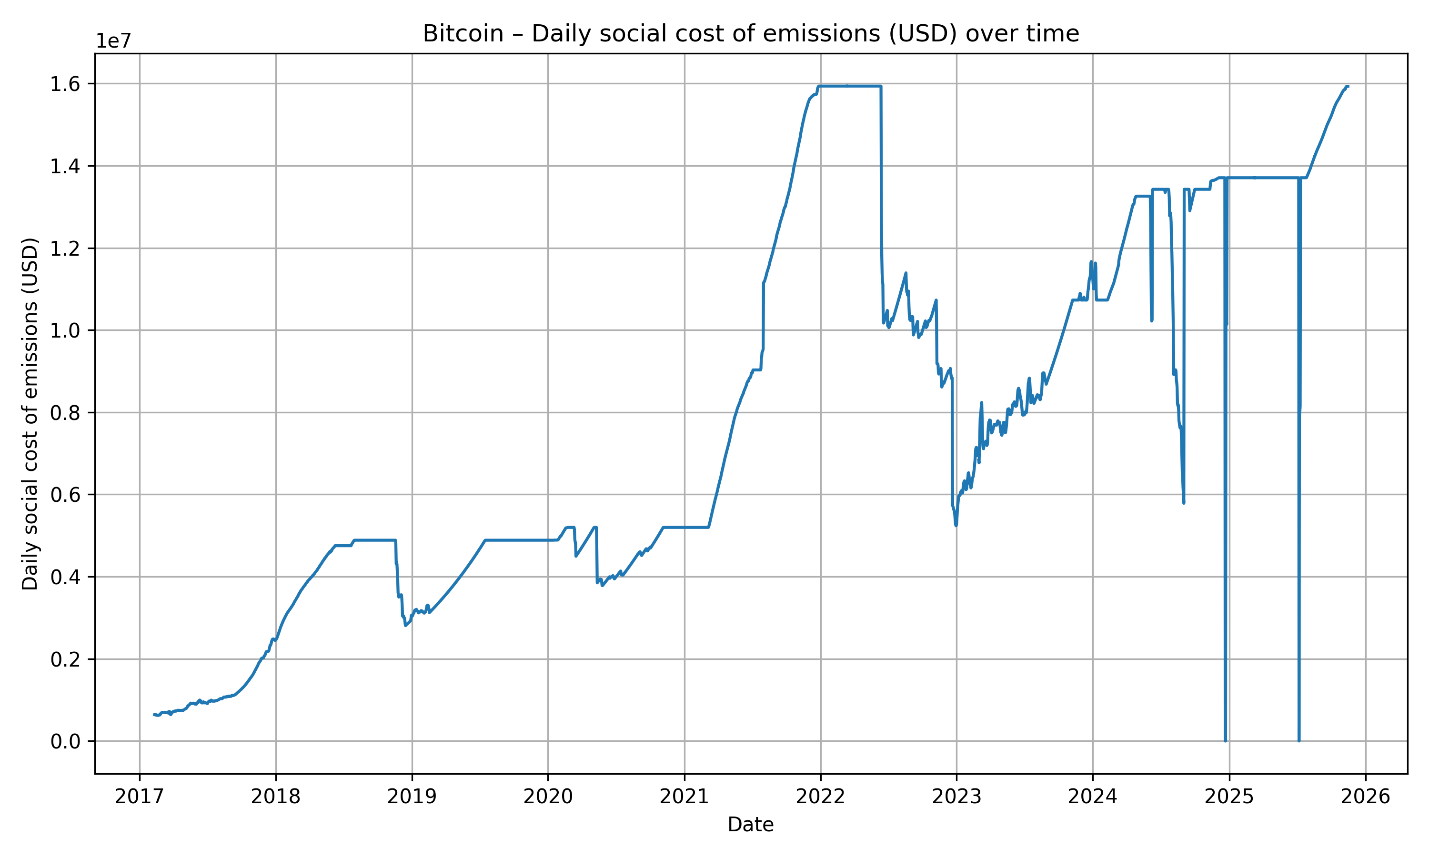 Bitcoin – Daily social cost of emissions (USD) over time
1e7
1.6
1.4
1.2
1.0
0.8
0.6
0.4
0.2
0.0
Daily social cost of emissions (USD)
2017 2018 2019 2020 2021 2022 2023 2024 2025 2026
Date